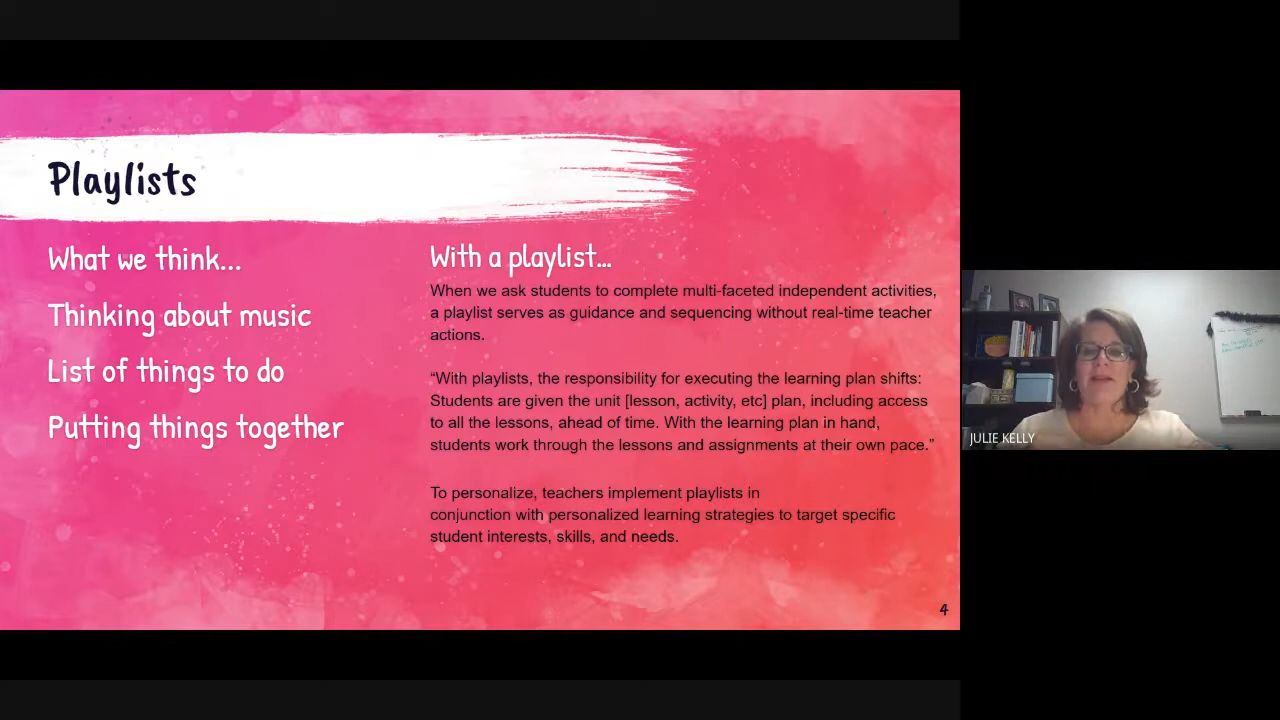 Playlists
What we think...
Thinking about music
List of things to do
Putting things together
With a playlist...
When we ask students to complete multi-faceted independent activities,
a playlist serves as guidance and sequencing without real-time teacher
actions.
“With playlists, the responsibility for executing the learning plan shifts:
Students are given the unit [lesson, activity, etc] plan, including access
to all the lessons, ahead of time. With the learning plan in hand,
students work through the lessons and assignments at their own pace.”
To personalize, teachers implement playlists in
conjunction with personalized learning strategies to target specific
student interests, skills, and needs.
4
JULIE KELLY